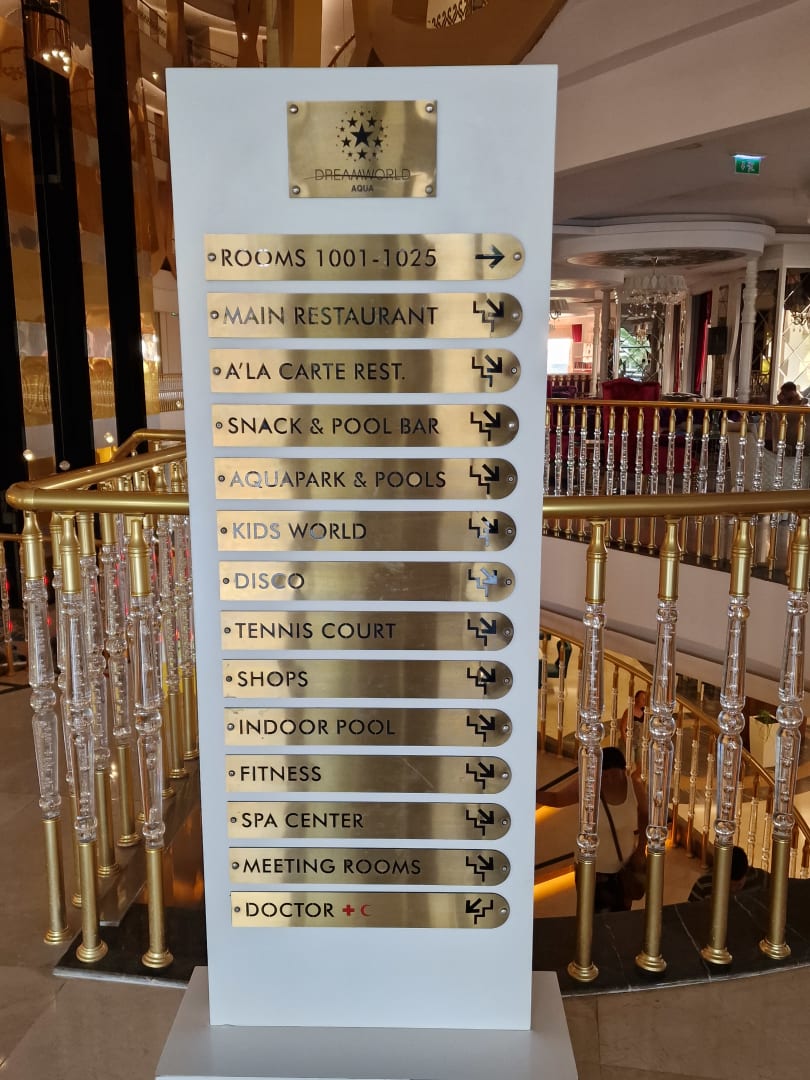 DREAMWORLD
AQUA
ROOMS 1001-1025
MAIN RESTAURANT
A'LA CARTE REST.
SNACK & POOL BAR
AQUAPARK & POOLS
KIDS WORLD
DISCO
TENNIS COURT
SHOPS
INDOOR POOL
FITNESS
SPA CENTER
MEETING ROOMS
DOCTOR